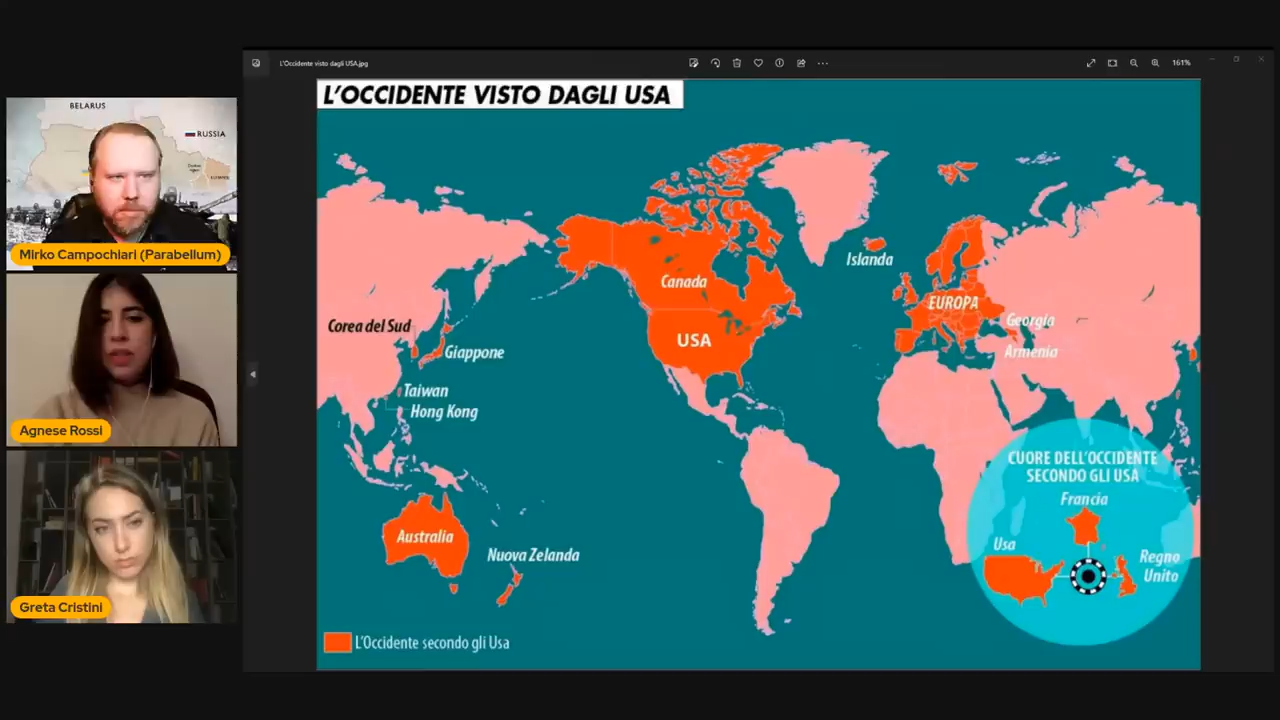 L'Occidente visto dagli USA.jpg
161%
L'OCCIDENTE VISTO DAGLI USA
BELARUS
RUSSIA
Mirko Campochiari (Parabellum)
Agnese Rossi
Greta Cristini
Islanda
Canada
EUROPA
Georgia
Armenia
USA
Corea del Sud
Giappone
Taiwan
Hong Kong
Australia
Nuova Zelanda
CUORE DELL'OCCIDENTE
SECONDO GLI USA
Francia
Usa
Regno
Unito
L'Occidente secondo gli Usa